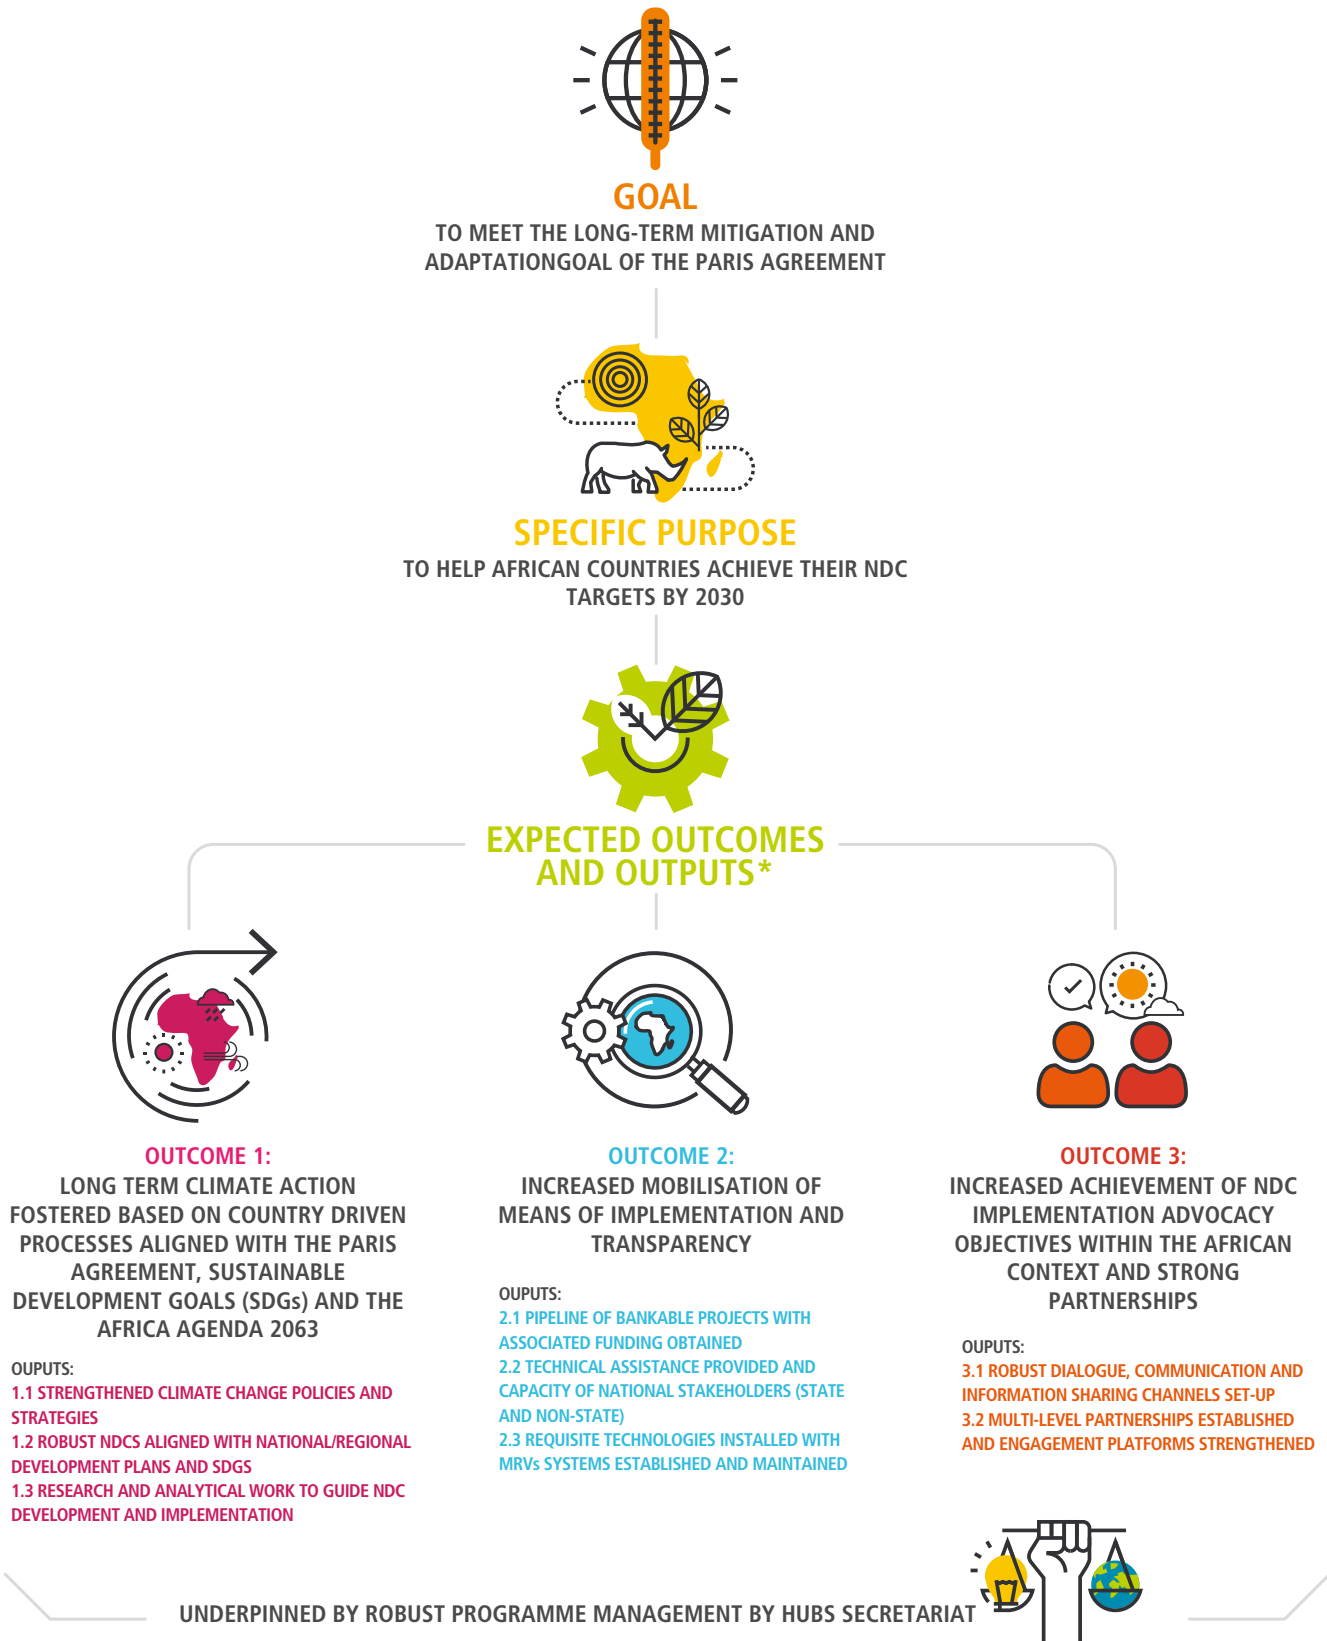 GOAL
TO MEET THE LONG-TERM MITIGATION AND
ADAPTATIONGOAL OF THE PARIS AGREEMENT
SPECIFIC PURPOSE
TO HELP AFRICAN COUNTRIES ACHIEVE THEIR NDC
TARGETS BY 2030
EXPECTED OUTCOMES
AND OUTPUTS*
OUTCOME 1:
LONG TERM CLIMATE ACTION
FOSTERED BASED ON COUNTRY DRIVEN
PROCESSES ALIGNED WITH THE PARIS
AGREEMENT, SUSTAINABLE
DEVELOPMENT GOALS (SDGs) AND THE
AFRICA AGENDA 2063
OUPUTS:
1.1 STRENGTHENED CLIMATE CHANGE POLICIES AND
STRATEGIES
1.2 ROBUST NDCS ALIGNED WITH NATIONAL/REGIONAL
DEVELOPMENT PLANS AND SDGS
1.3 RESEARCH AND ANALYTICAL WORK TO GUIDE NDC
DEVELOPMENT AND IMPLEMENTATION
OUTCOME 2:
INCREASED MOBILISATION OF
MEANS OF IMPLEMENTATION AND
TRANSPARENCY
OUPUTS:
2.1 PIPELINE OF BANKABLE PROJECTS WITH
ASSOCIATED FUNDING OBTAINED
2.2 TECHNICAL ASSISTANCE PROVIDED AND
CAPACITY OF NATIONAL STAKEHOLDERS (STATE
AND NON-STATE)
2.3 REQUISITE TECHNOLOGIES INSTALLED WITH
MRVs SYSTEMS ESTABLISHED AND MAINTAINED
OUTCOME 3:
INCREASED ACHIEVEMENT OF NDC
IMPLEMENTATION ADVOCACY
OBJECTIVES WITHIN THE AFRICAN
CONTEXT AND STRONG
PARTNERSHIPS
OUPUTS:
3.1 ROBUST DIALOGUE, COMMUNICATION AND
INFORMATION SHARING CHANNELS SET-UP
3.2 MULTI-LEVEL PARTNERSHIPS ESTABLISHED
AND ENGAGEMENT PLATFORMS STRENGTHENED
UNDERPINNED BY ROBUST PROGRAMME MANAGEMENT BY HUBS SECRETARIAT